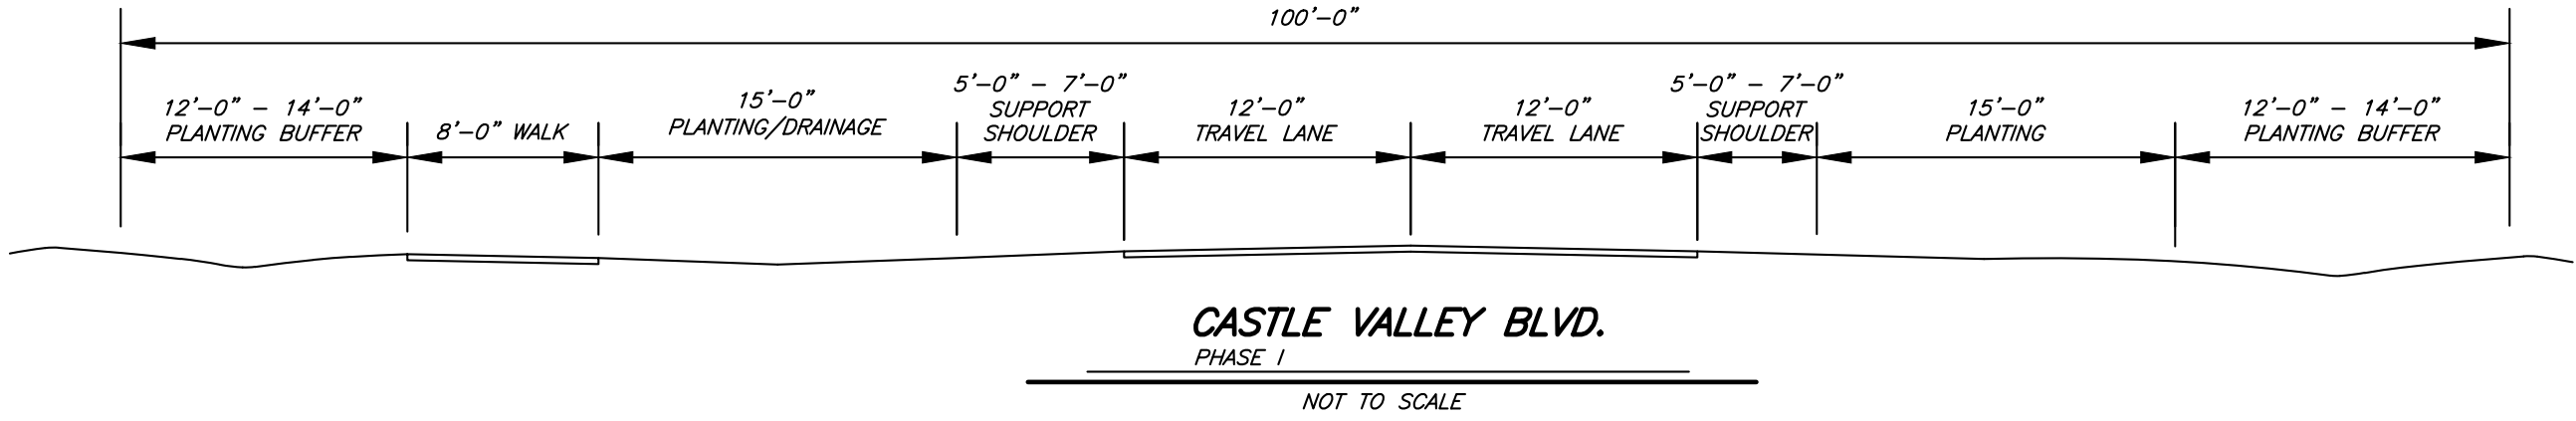 100'-0"
12'-0" - 14'-0"
PLANTING BUFFER
8'-0" WALK
15'-0"
PLANTING/DRAINAGE
5'-0" - 7'-0"
SUPPORT
SHOULDER
12'-0"
TRAVEL LANE
12'-0"
TRAVEL LANE
5'-0" - 7'-0"
SUPPORT
SHOULDER
15'-0"
PLANTING
12'-0" - 14'-0"
PLANTING BUFFER
CASTLE VALLEY BLVD.
PHASE I
NOT TO SCALE